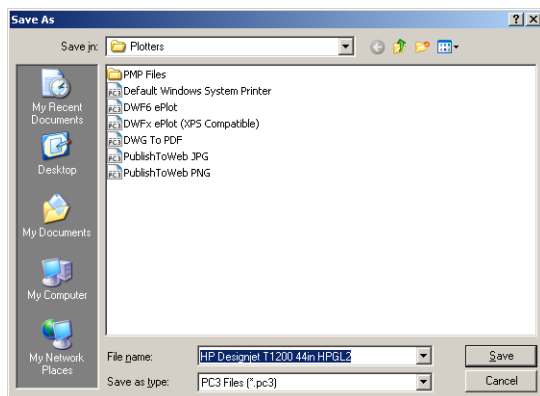 Save As
Save in: Plotters
My Recent Documents
Desktop
My Documents
My Computer
My Network Places
PMP Files
Default Windows System Printer
DWF6 ePlot
DWFx ePlot (XPS Compatible)
DWG To PDF
PublishToWeb JPG
PublishToWeb PNG
File name: HP Designjet T1200 44in HPGL2 Save
Save as type: PC3 Files (*.pc3) Cancel